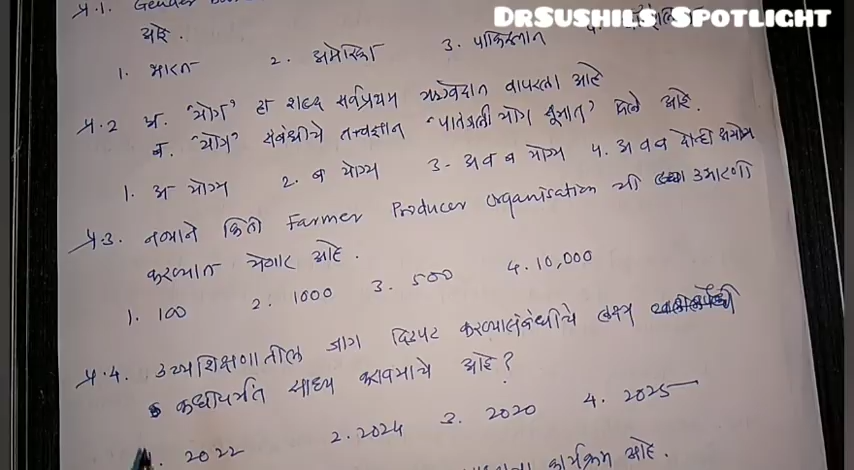 DRSUSHILS SPOTLIGHT
प्र.1. Gender
आहे.
1. भारत 2. अमेरिका 3. पाकिस्तान
प्र.2 अ. "योग" हा शब्द सर्वप्रथम ऋग्वेदात वापरला आहे
ब. "योग" संबंधीचे तत्वज्ञान "पातंजली योग सूत्रात" दिले आहे.
1. अ योग्य 2. ब योग्य 3. अ व ब योग्य 4. अ व ब दोन्ही अयोग्य
प्र.3. नव्याने किती Farmer Producer Organisation ची उभारणी
करण्यात येणार आहे.
1. 100 2. 1000 3. 500 4. 10,000
प्र.4. उच्चशिक्षणातील जागा दुप्पट करण्यासंबंधीचे लक्ष्य
कधीपर्यंत साध्य करावयाचे आहे?
1. 2022 2. 2024 3. 2020 4. 2025
कार्यक्रम आहे.